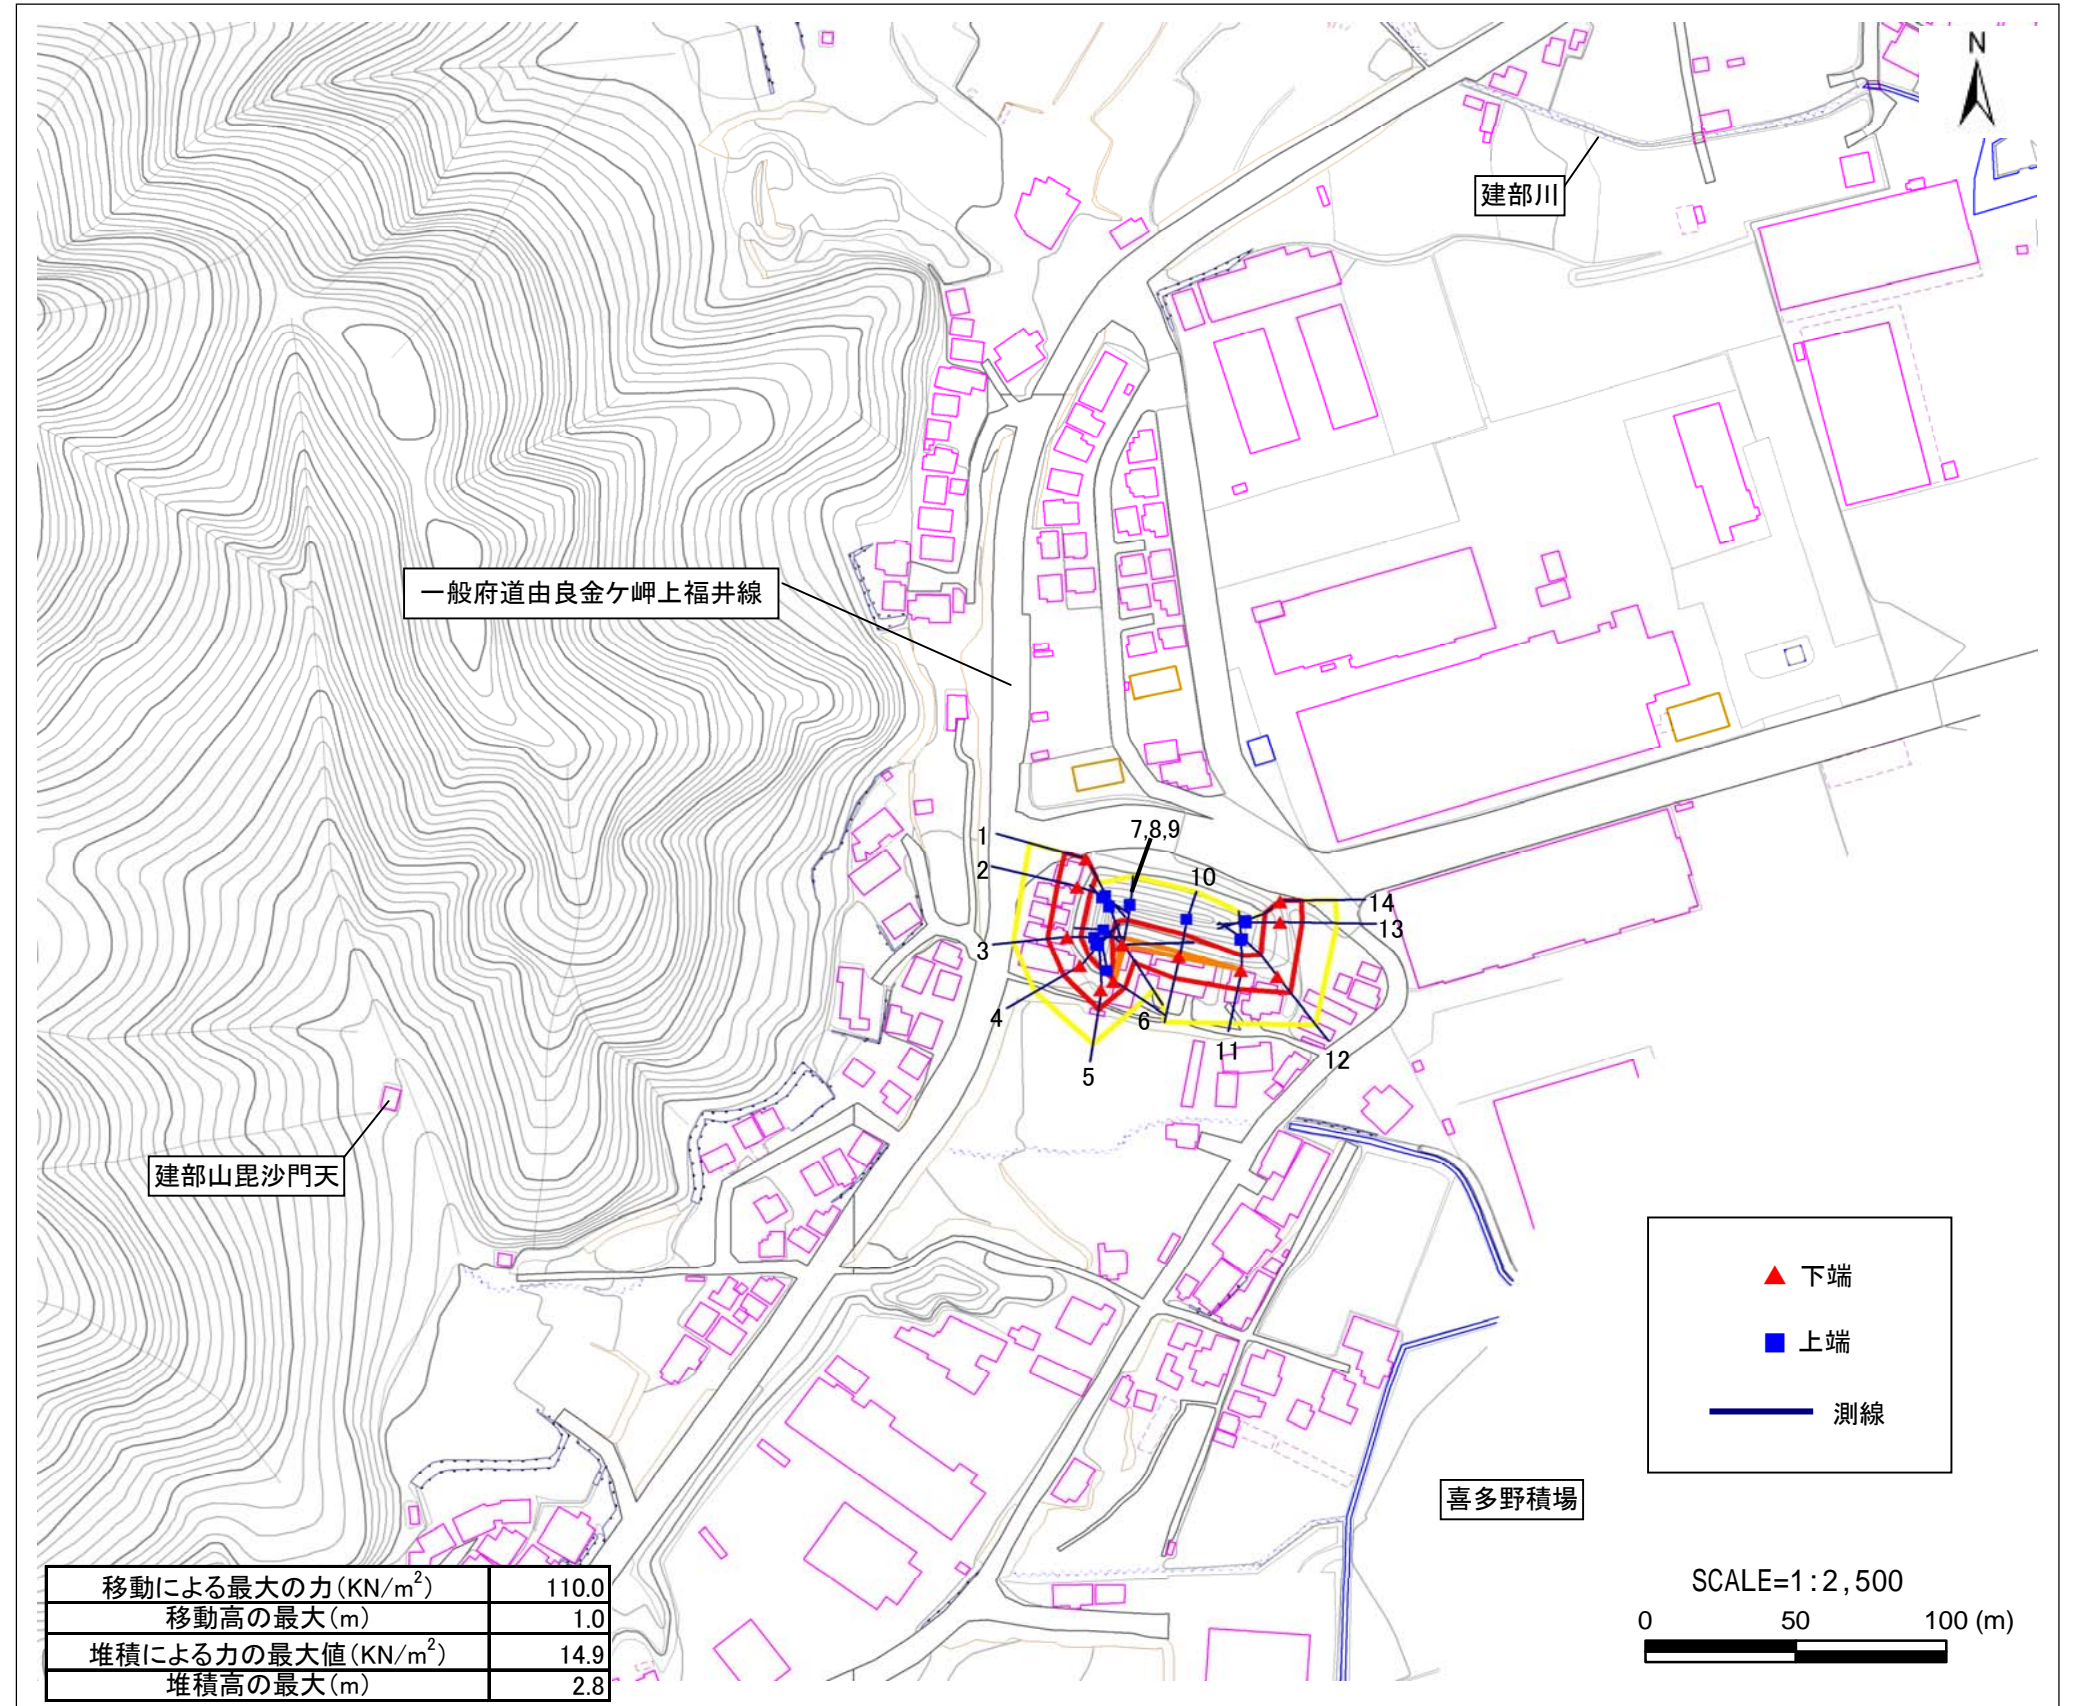 N
建部川
一般府道由良金ケ岬上福井線
1
2
3
4
5
6
7,8,9
10
11
12
13
14
建部山毘沙門天
下端
上端
測線
喜多野積場
SCALE=1:2,500
0 50 100 (m)
移動による最大の力(KN/m²) 110.0
移動高の最大(m) 1.0
堆積による力の最大値(KN/m²) 14.9
堆積高の最大(m) 2.8